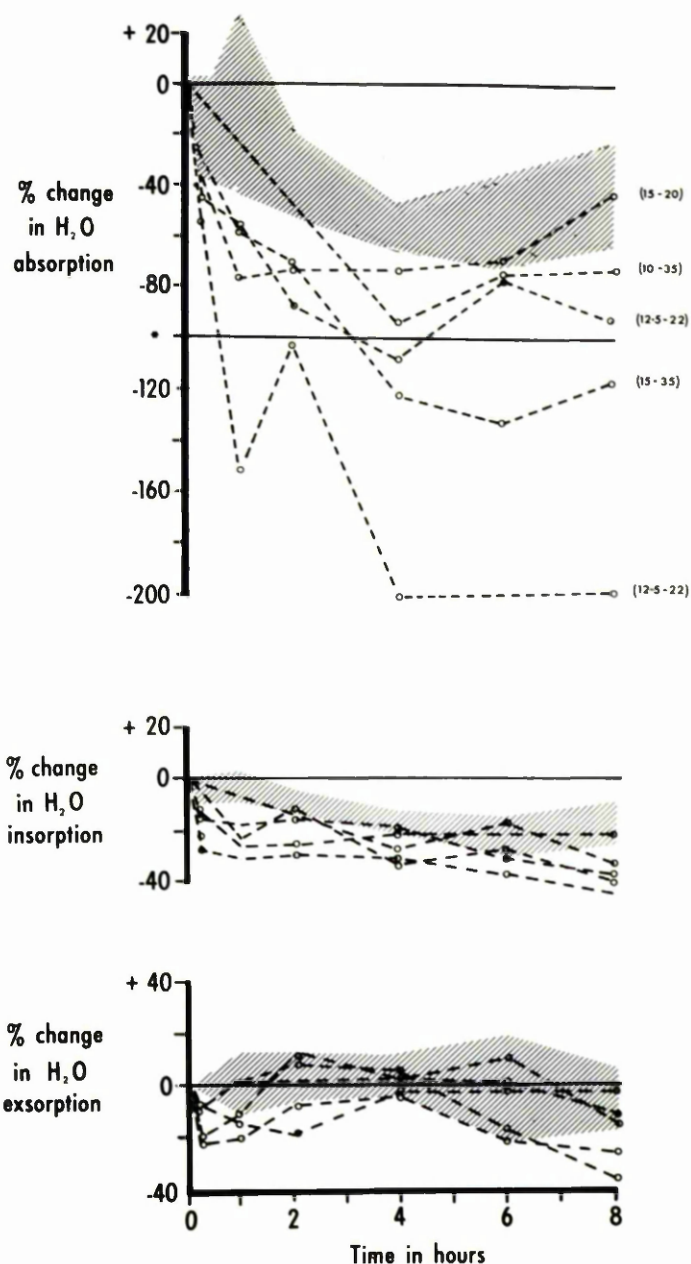 + 20
0
-40
-80
-120
-160
-200
% change
in H₂O
absorption
(15-20)
(10-35)
(12·5-22)
(15-35)
(12·5-22)
+ 20
0
-40
% change
in H₂O
insorption
+ 40
0
-40
% change
in H₂O
exsorption
0 2 4 6 8
Time in hours